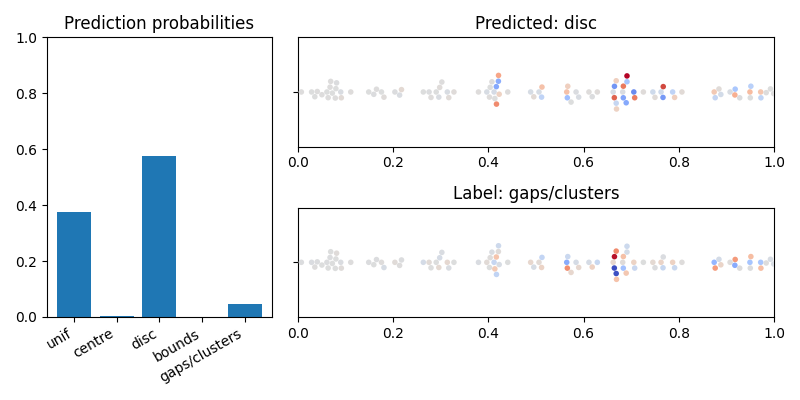 Prediction probabilities
1.0
0.8
0.6
0.4
0.2
0.0
unif
centre
disc
bounds
gaps/clusters
Predicted: disc
0.0 0.2 0.4 0.6 0.8 1.0
Label: gaps/clusters
0.0 0.2 0.4 0.6 0.8 1.0